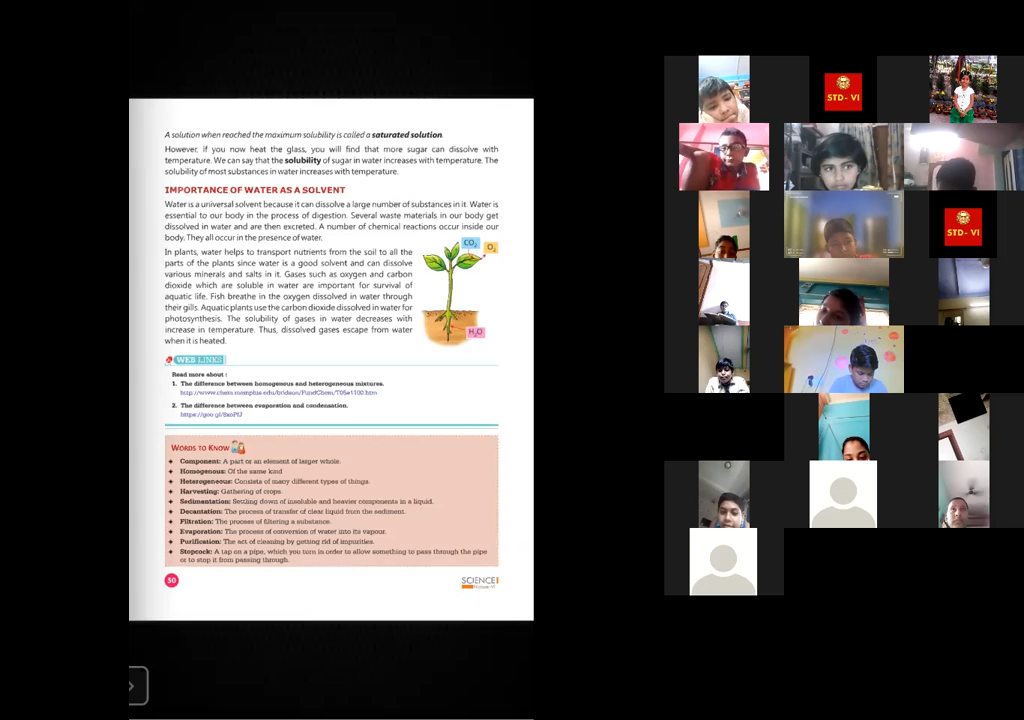 A solution when reached the maximum solubility is called a saturated solution.
However, if you now heat the glass, you will find that more sugar can dissolve with
temperature. We can say that the solubility of sugar in water increases with temperature. The
solubility of most substances in water increases with temperature.
IMPORTANCE OF WATER AS A SOLVENT
Water is a universal solvent because it can dissolve a large number of substances in it. Water is
essential to our body in the process of digestion. Several waste materials in our body get
dissolved in water and are then excreted. A number of chemical reactions occur inside our
body. They all occur in the presence of water.
In plants, water helps to transport nutrients from the soil to all the
parts of the plants since water is a good solvent and can dissolve
various minerals and salts in it. Gases such as oxygen and carbon
dioxide which are soluble in water are important for survival of
aquatic life. Fish breathe in the oxygen dissolved in water through
their gills. Aquatic plants use the carbon dioxide dissolved in water for
photosynthesis. The solubility of gases in water decreases with
increase in temperature. Thus, dissolved gases escape from water
when it is heated.
CO2
O2
H2O
WEB LINKS
Read more about :
1. The difference between homogenous and heterogeneous mixtures.
2. The difference between evaporation and condensation.
WORDS TO KNOW
Component: A part or an element of larger whole.
Homogenous: Of the same kind
Heterogeneous: Consists of many different types of things.
Harvesting: Gathering of crops.
Sedimentation: Settling down of insoluble and heavier components in a liquid.
Decantation: The process of transfer of clear liquid from the sediment.
Filtration: The process of filtering a substance.
Evaporation: The process of conversion of water into its vapour.
Purification: The act of cleaning by getting rid of impurities.
Stopcock: A tap on a pipe, which you turn in order to allow something to pass through the pipe
or to stop it from passing through.
50
SCIENCE
STD- VI
STD- VI